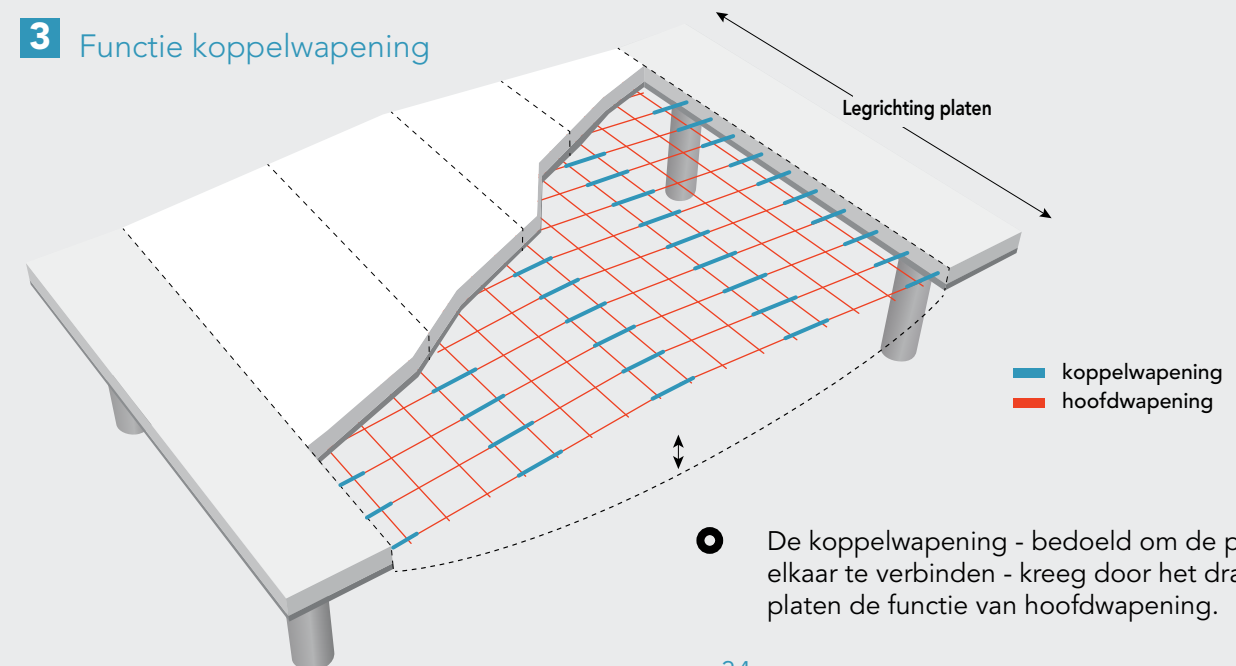 3 Functie koppelwapening
Legrichting platen
koppelwapening
hoofdwapening
De koppelwapening - bedoeld om de
elkaar te verbinden - kreeg door het
platen de functie van hoofdwapening.